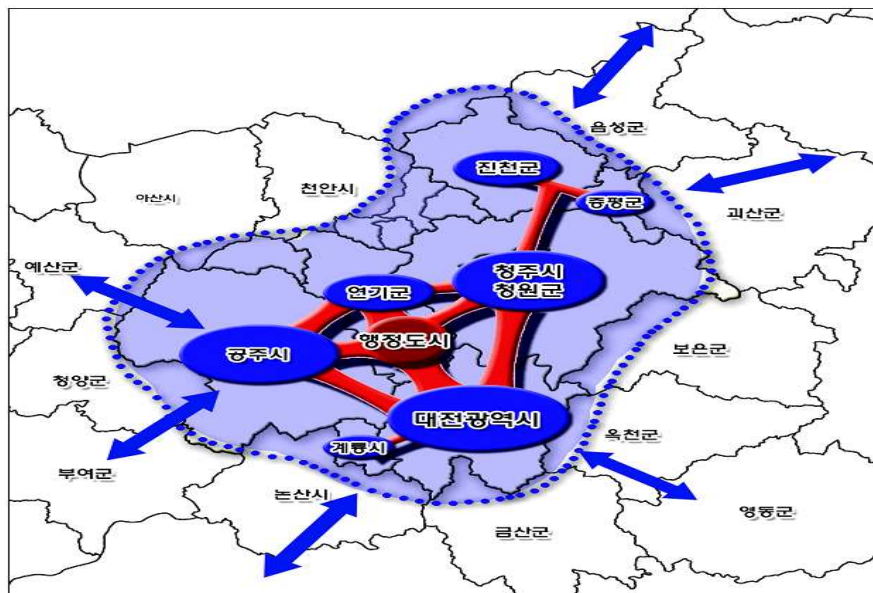 음성군
진천군
천안시
아산시
증평군
괴산군
예산군
청주시
청원군
연기군
행정도시
공주시
보은군
청양군
대전광역시
옥천군
계룡시
부여군
논산시
영동군
금산군